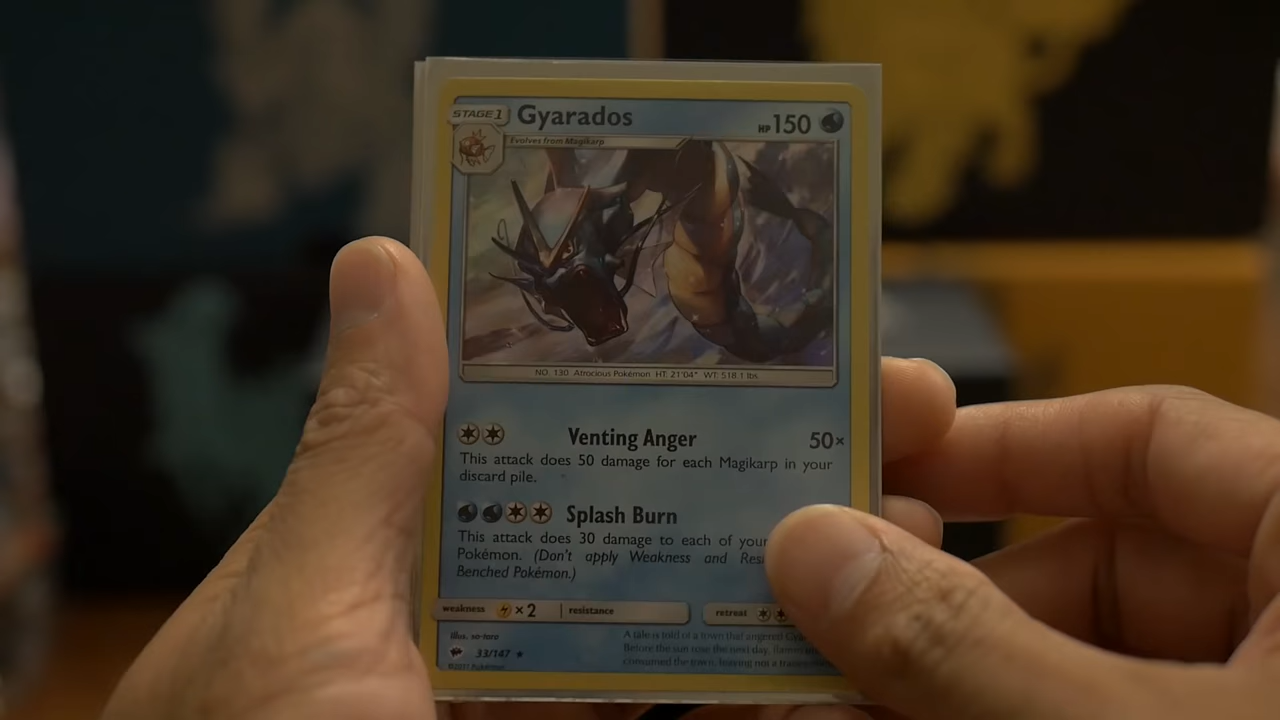 STAGE 1 Gyarados HP 150
Evolves from Magikarp
NO. 130 Atrocious Pokémon HT: 21'04" WT: 518.1 lbs.
Venting Anger 50×
This attack does 50 damage for each Magikarp in your
discard pile.
Splash Burn
This attack does 30 damage to each of your
Pokémon. (Don't apply Weakness and Resi
Benched Pokémon.)
weakness ×2 resistance retreat
Illus. so-taro
33/147 ★
©2017 Pokémon
A tale is told of a town that angered Gya
Before the sun rose the next day, flames
consumed the town, leaving not a trace